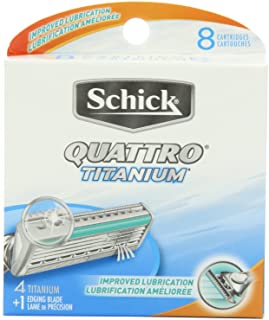 IMPROVED LUBRICATION
LUBRIFICATION AMÉLIORÉE
8 CARTRIDGES
CARTOUCHES
Schick®
QUATTRO®
TITANIUM
4 TITANIUM
+1 EDGING BLADE
LAME DE PRÉCISION
IMPROVED LUBRICATION
LUBRIFICATION AMÉLIORÉE